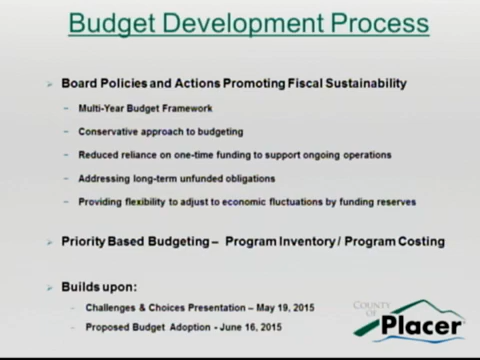 Budget Development Process
Board Policies and Actions Promoting Fiscal Sustainability
– Multi-Year Budget Framework
– Conservative approach to budgeting
– Reduced reliance on one-time funding to support ongoing operations
– Addressing long-term unfunded obligations
– Providing flexibility to adjust to economic fluctuations by funding reserves
Priority Based Budgeting – Program Inventory / Program Costing
Builds upon:
– Challenges & Choices Presentation – May 19, 2015
– Proposed Budget Adoption - June 16, 2015
COUNTY
OF
Placer